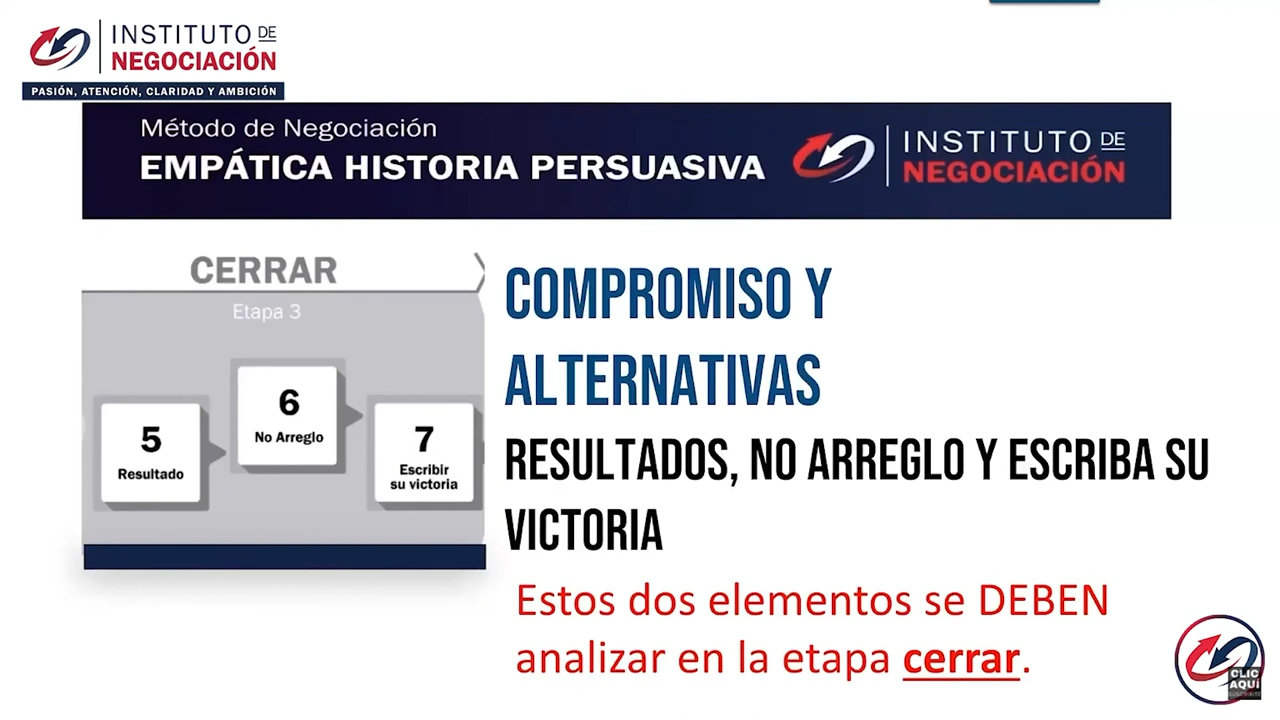 INSTITUTO DE
NEGOCIACIÓN
PASIÓN, ATENCIÓN, CLARIDAD Y AMBICIÓN
Método de Negociación
EMPÁTICA HISTORIA PERSUASIVA
INSTITUTO DE
NEGOCIACIÓN
CERRAR
Etapa 3
5
Resultado
6
No Arreglo
7
Escribir
su victoria
COMPROMISO Y
ALTERNATIVAS
RESULTADOS, NO ARREGLO Y ESCRIBA SU
VICTORIA
Estos dos elementos se DEBEN
analizar en la etapa cerrar.
CLIC
AQUÍ